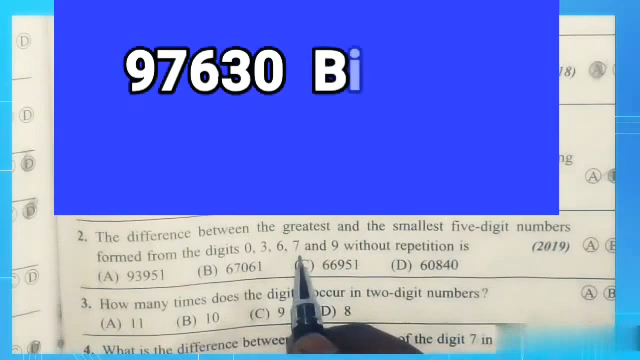 97630 Bi
D
18) A
D
ng
D
A
D
2. The difference between the greatest and the smallest five-digit numbers
formed from the digits 0, 3, 6, 7 and 9 without repetition is (2019) A B
(A) 93951 (B) 67061 (C) 66951 (D) 60840
D
3. How many times does the digit occur in two-digit numbers? A B
(A) 11 (B) 10 (C) 9 (D) 8
4. What is the difference between of the digit 7 in